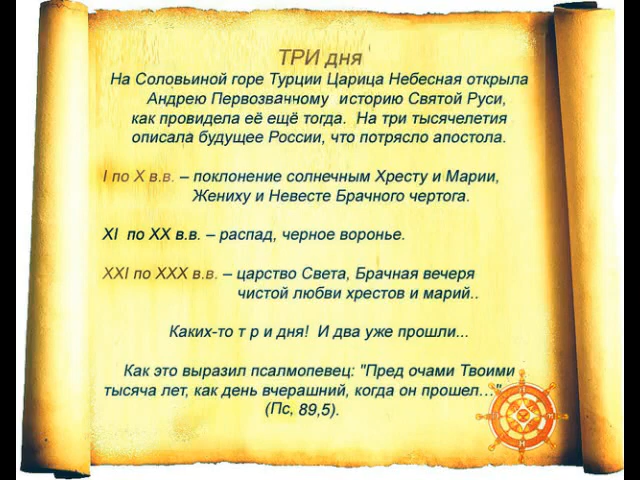 ТРИ дня
На Соловьиной горе Турции Царица Небесная открыла
Андрею Первозванному историю Святой Руси,
как провидела её ещё тогда. На три тысячелетия
описала будущее России, что потрясло апостола.
I по X в.в. – поклонение солнечным Хресту и Марии,
Жениху и Невесте Брачного чертога.
XI по XX в.в. – распад, черное воронье.
XXI по XXX в.в. – царство Света, Брачная вечеря
чистой любви хрестов и марий..
Каких-то т р и дня! И два уже прошли...
Как это выразил псалмопевец: "Пред очами Твоими
тысяча лет, как день вчерашний, когда он прошел…"
(Пс, 89,5).